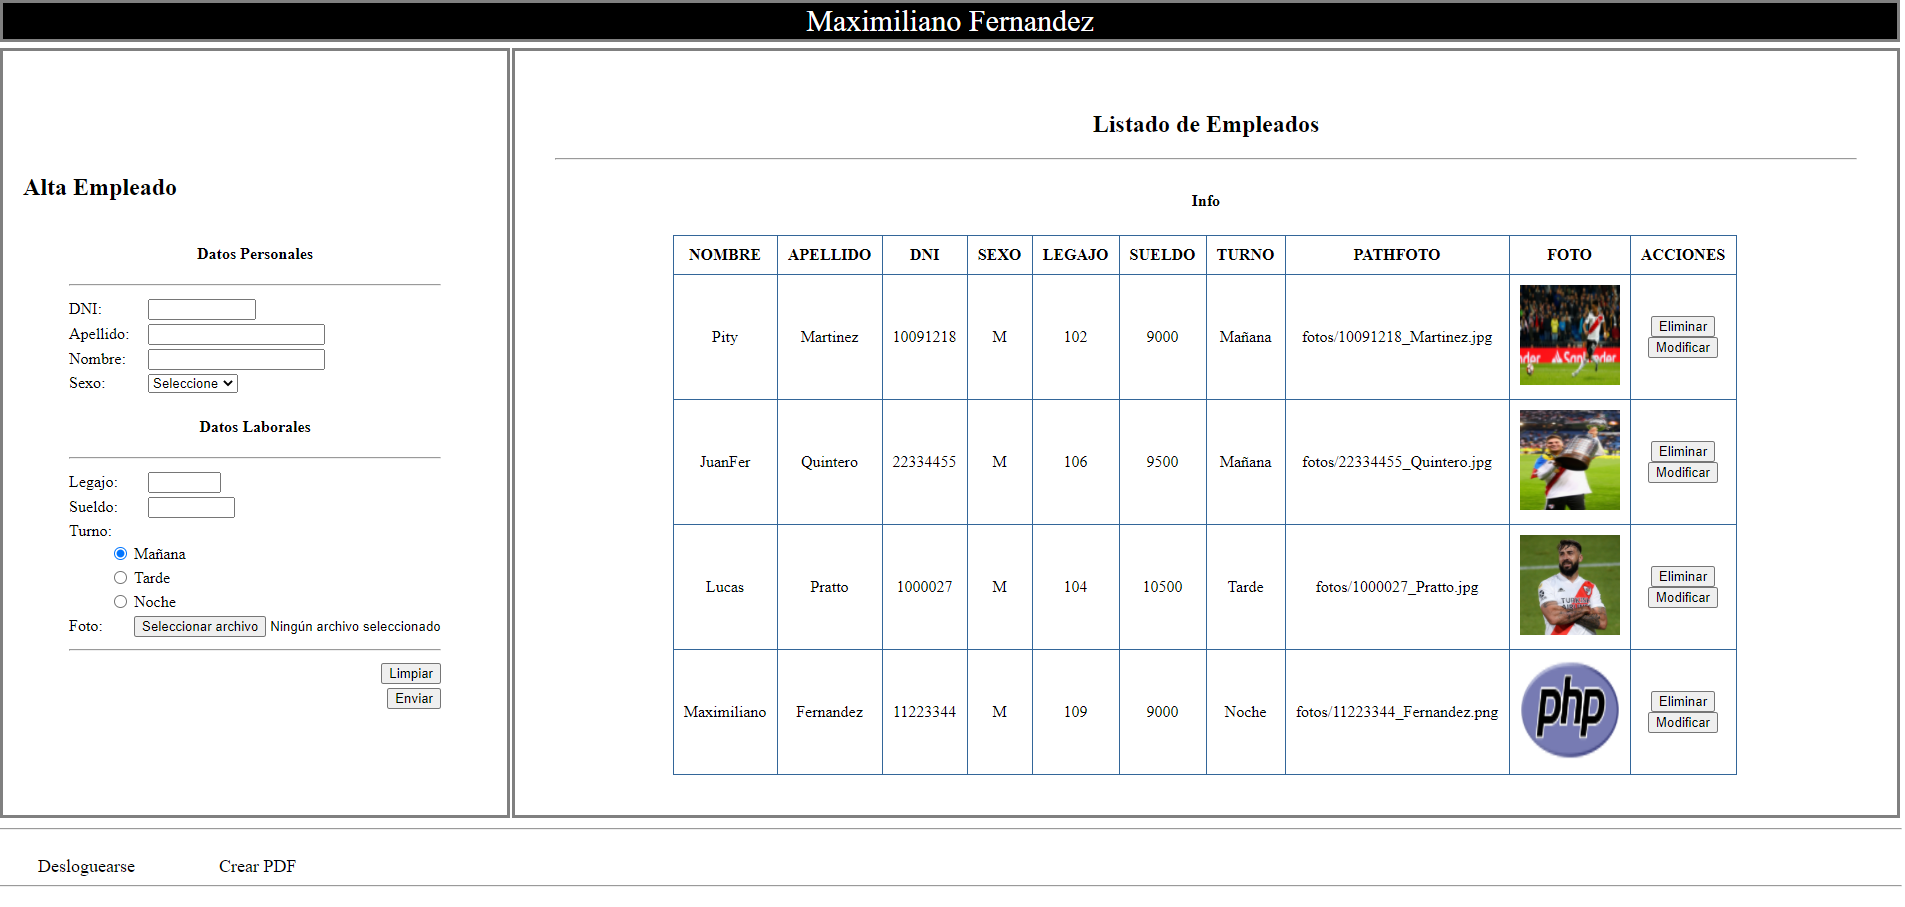 Maximiliano Fernandez
Alta Empleado
Datos Personales
DNI:
Apellido:
Nombre:
Sexo: Seleccione
Datos Laborales
Legajo:
Sueldo:
Turno:
Mañana
Tarde
Noche
Foto: Seleccionar archivo Ningún archivo seleccionado
Limpiar
Enviar
Listado de Empleados
Info
NOMBRE APELLIDO DNI SEXO LEGAJO SUELDO TURNO PATHFOTO FOTO ACCIONES
Pity Martinez 10091218 M 102 9000 Mañana fotos/10091218_Martinez.jpg Eliminar
Modificar
JuanFer Quintero 22334455 M 106 9500 Mañana fotos/22334455_Quintero.jpg Eliminar
Modificar
Lucas Pratto 1000027 M 104 10500 Tarde fotos/1000027_Pratto.jpg Eliminar
Modificar
Maximiliano Fernandez 11223344 M 109 9000 Noche fotos/11223344_Fernandez.png php Eliminar
Modificar
Desloguearse Crear PDF